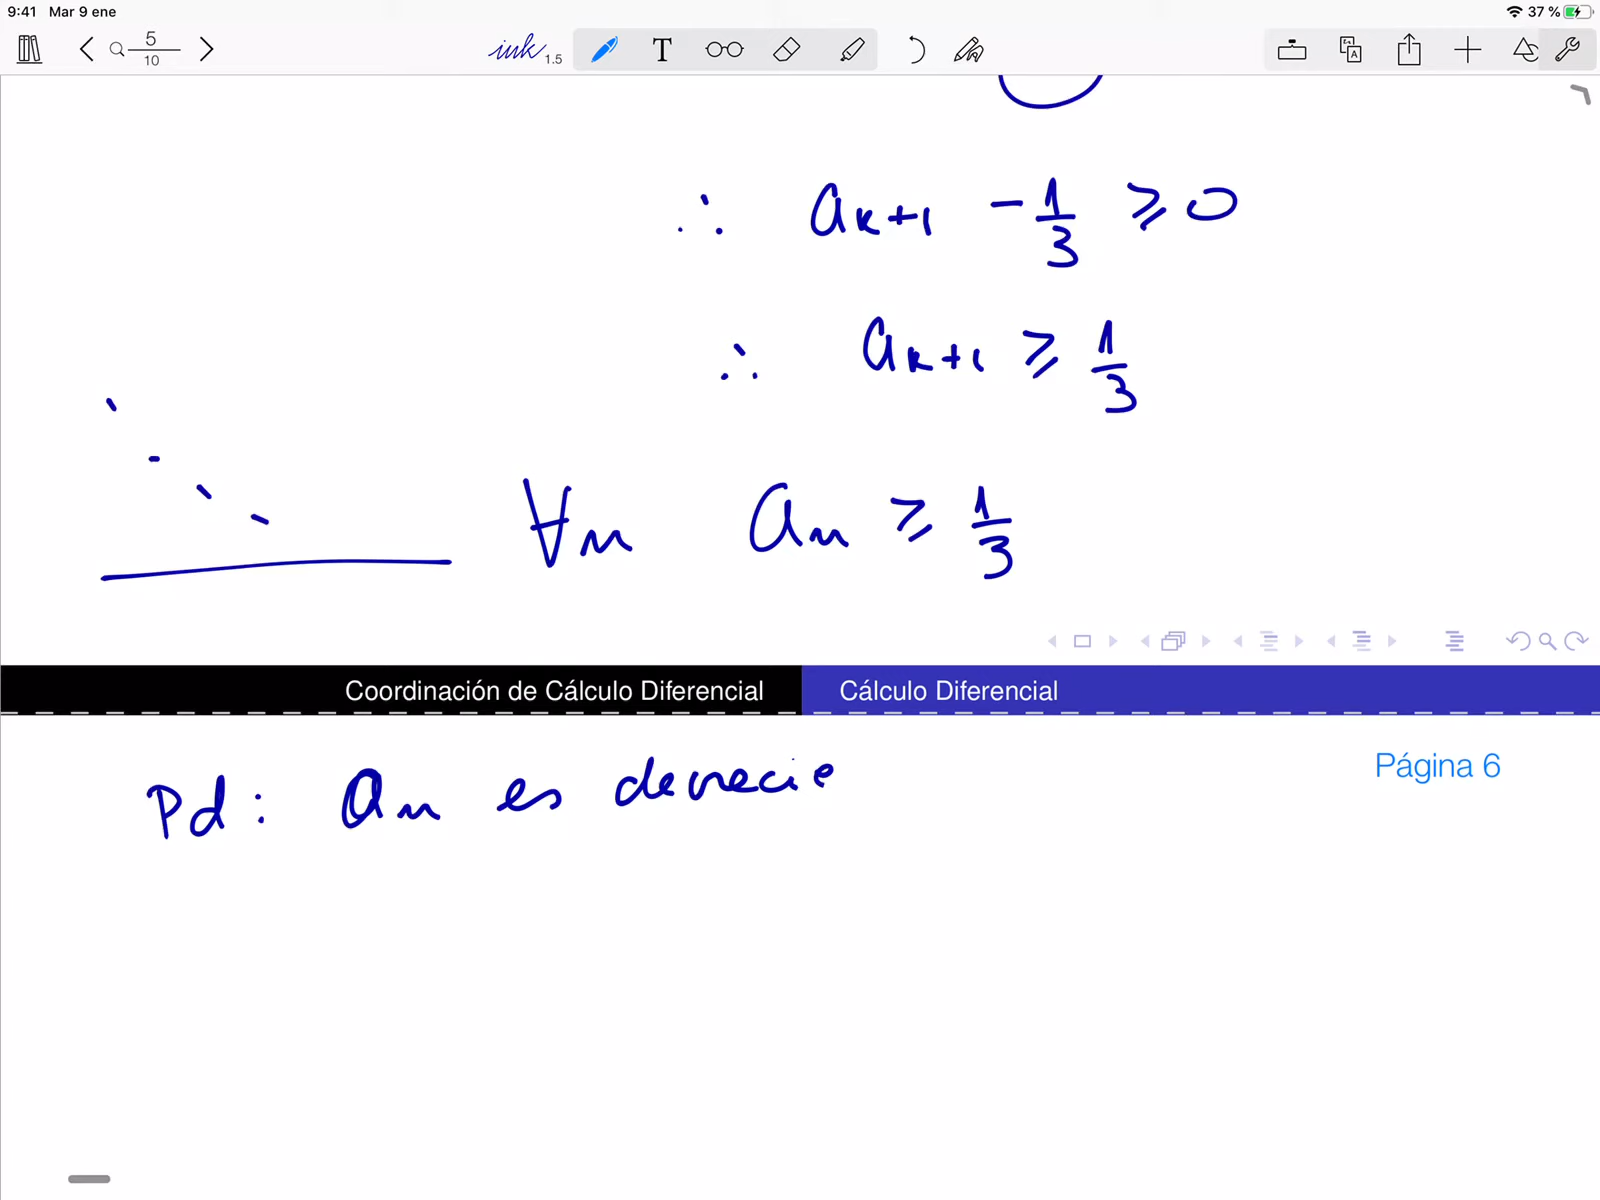 9:41 Mar 9 ene 37 %
5
10
ink 1.5 T
∴ a_{k+1} - 1/3 ≥ 0
∴ a_{k+1} ≥ 1/3
∀n a_n ≥ 1/3
Coordinación de Cálculo Diferencial Cálculo Diferencial
Página 6
Pd: a_n es decrecie